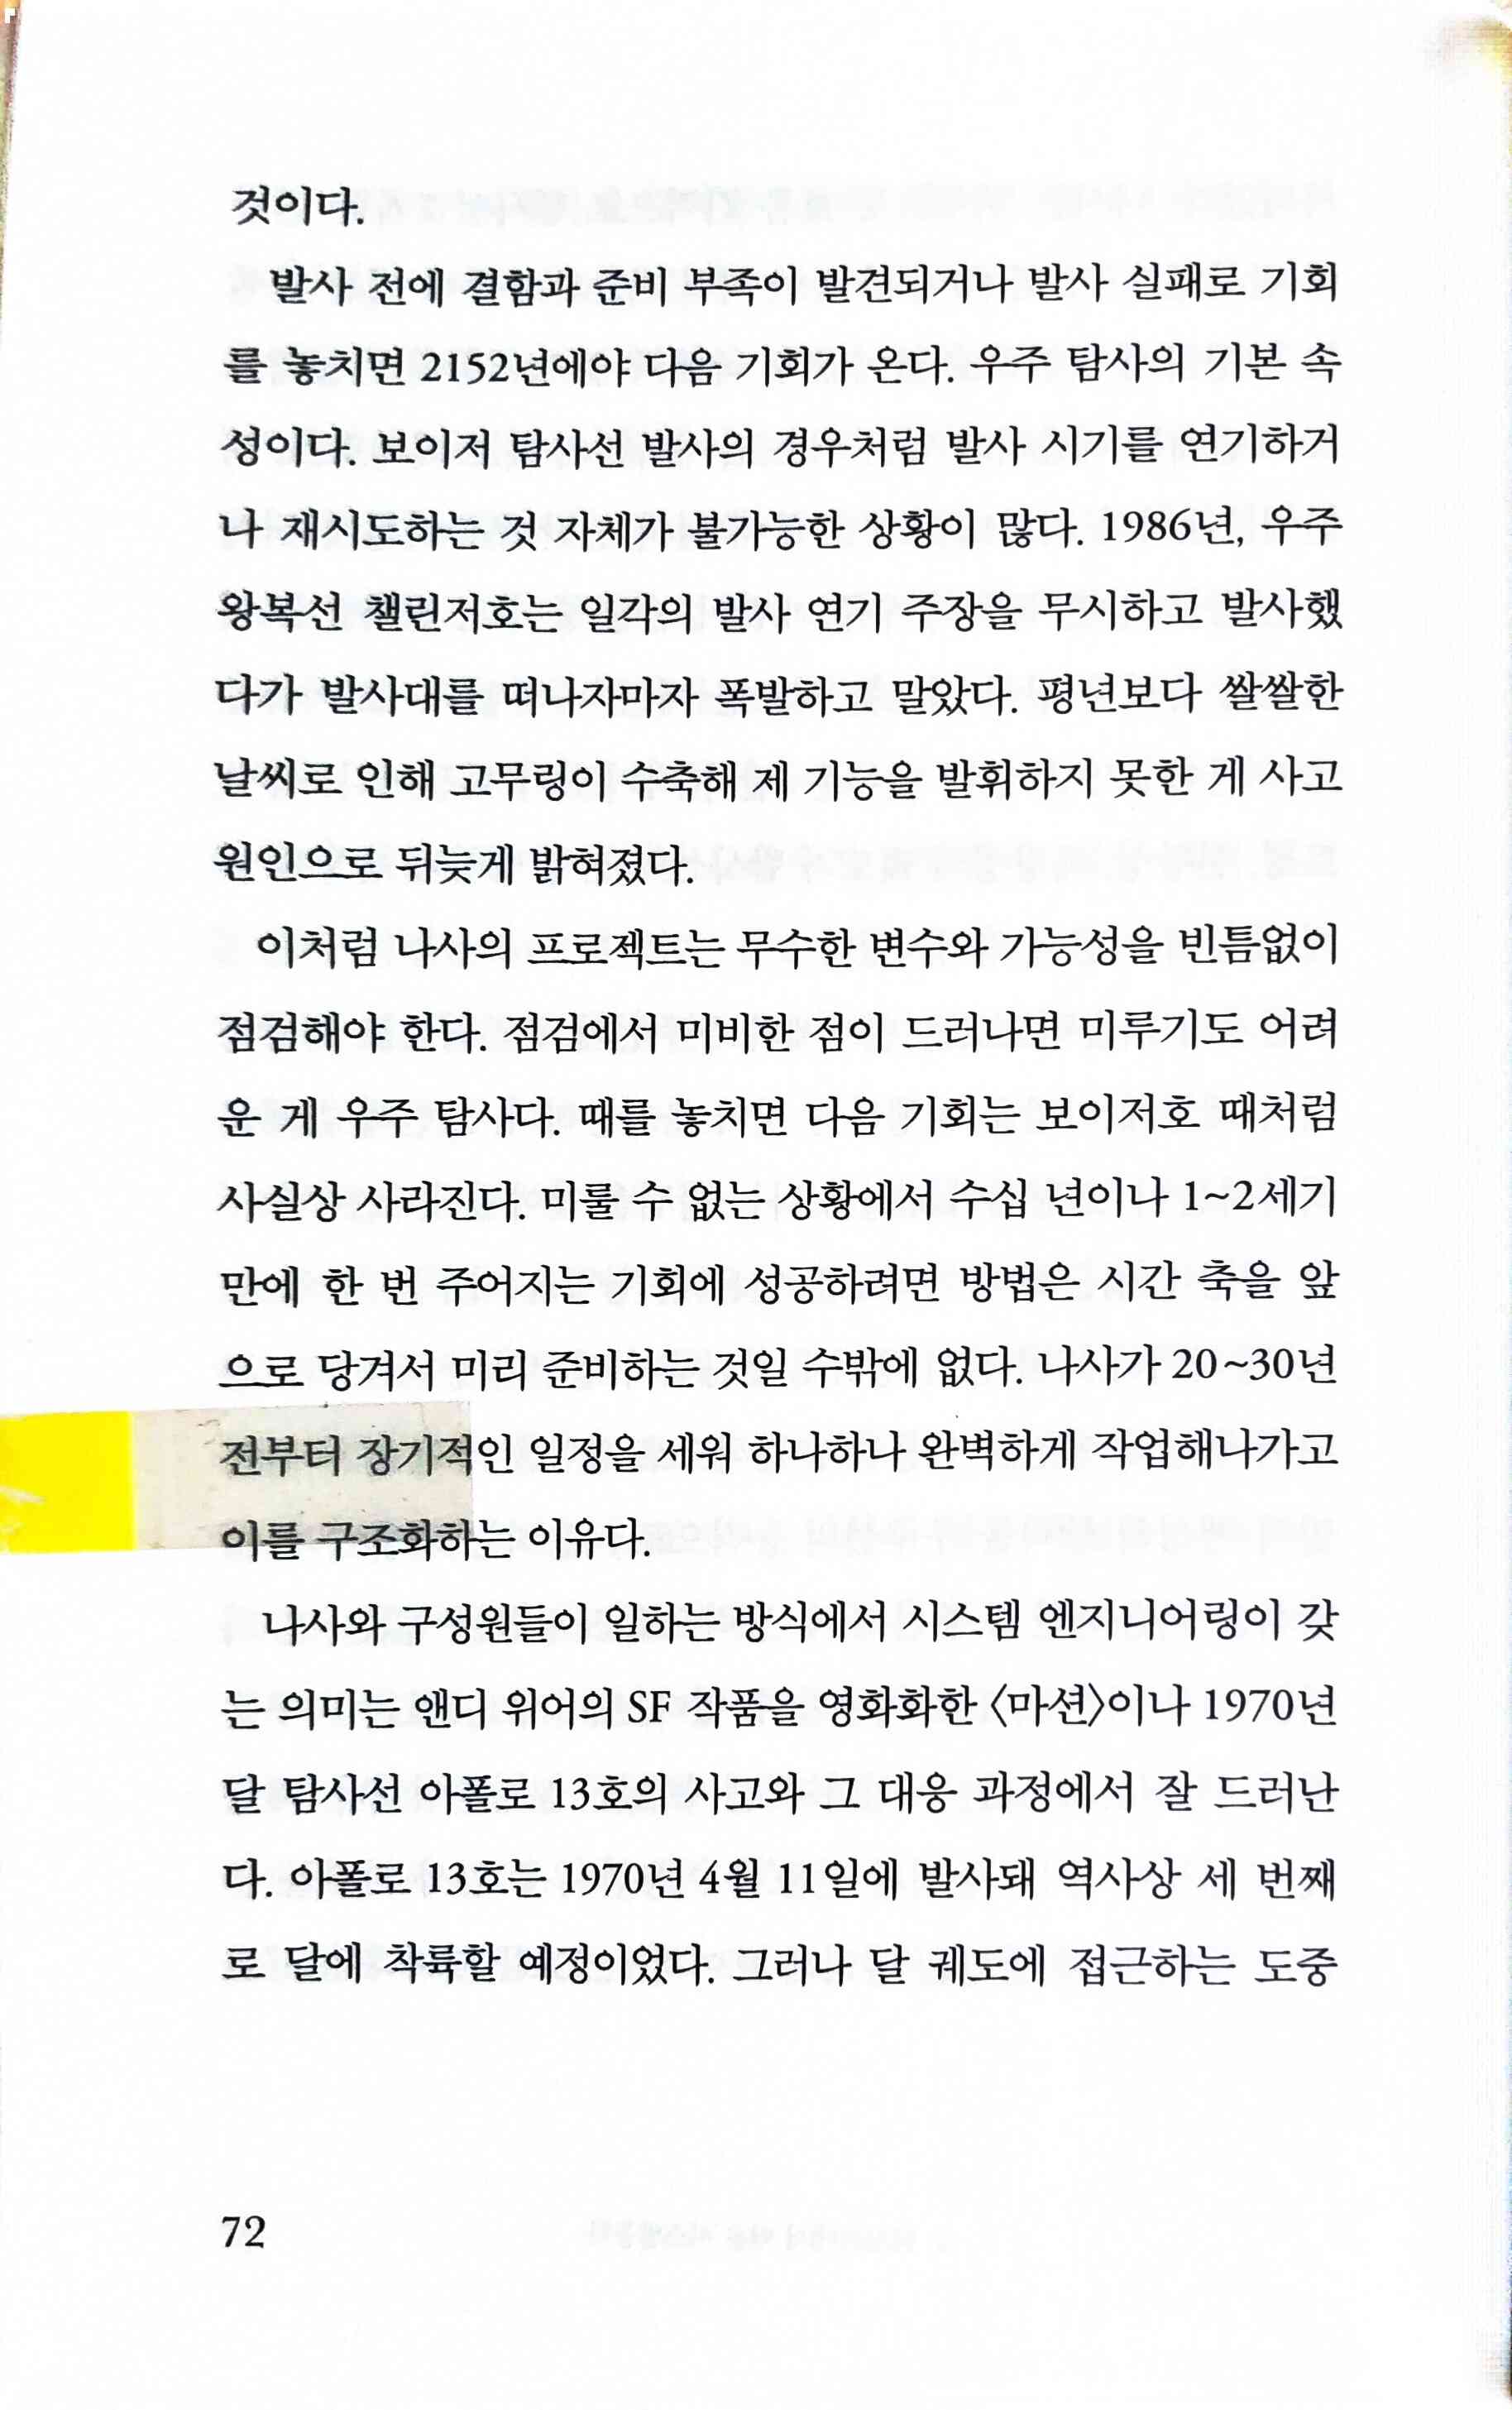 것이다.
발사 전에 결함과 준비 부족이 발견되거나 발사 실패로 기회
를 놓치면 2152년에야 다음 기회가 온다. 우주 탐사의 기본 속
성이다. 보이저 탐사선 발사의 경우처럼 발사 시기를 연기하거
나 재시도하는 것 자체가 불가능한 상황이 많다. 1986년, 우주
왕복선 챌린저호는 일각의 발사 연기 주장을 무시하고 발사했
다가 발사대를 떠나자마자 폭발하고 말았다. 평년보다 쌀쌀한
날씨로 인해 고무링이 수축해 제 기능을 발휘하지 못한 게 사고
원인으로 뒤늦게 밝혀졌다.
이처럼 나사의 프로젝트는 무수한 변수와 가능성을 빈틈없이
점검해야 한다. 점검에서 미비한 점이 드러나면 미루기도 어려
운 게 우주 탐사다. 때를 놓치면 다음 기회는 보이저호 때처럼
사실상 사라진다. 미룰 수 없는 상황에서 수십 년이나 1~2세기
만에 한 번 주어지는 기회에 성공하려면 방법은 시간 축을 앞
으로 당겨서 미리 준비하는 것일 수밖에 없다. 나사가 20~30년
전부터 장기적인 일정을 세워 하나하나 완벽하게 작업해나가고
이를 구조화하는 이유다.
나사와 구성원들이 일하는 방식에서 시스템 엔지니어링이 갖
는 의미는 앤디 위어의 SF 작품을 영화화한 〈마션〉이나 1970년
달 탐사선 아폴로 13호의 사고와 그 대응 과정에서 잘 드러난
다. 아폴로 13호는 1970년 4월 11일에 발사돼 역사상 세 번째
로 달에 착륙할 예정이었다. 그러나 달 궤도에 접근하는 도중
72